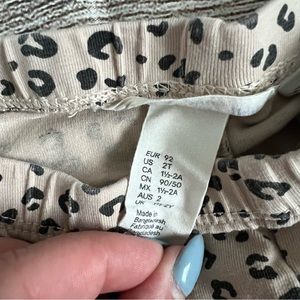 EUR 92
US 2T
CA 1½-2A
CN 90/50
MX 1½-2A
AUS 2
UK
Made in
Bangladesh
Fabriqué au
Bangladesh